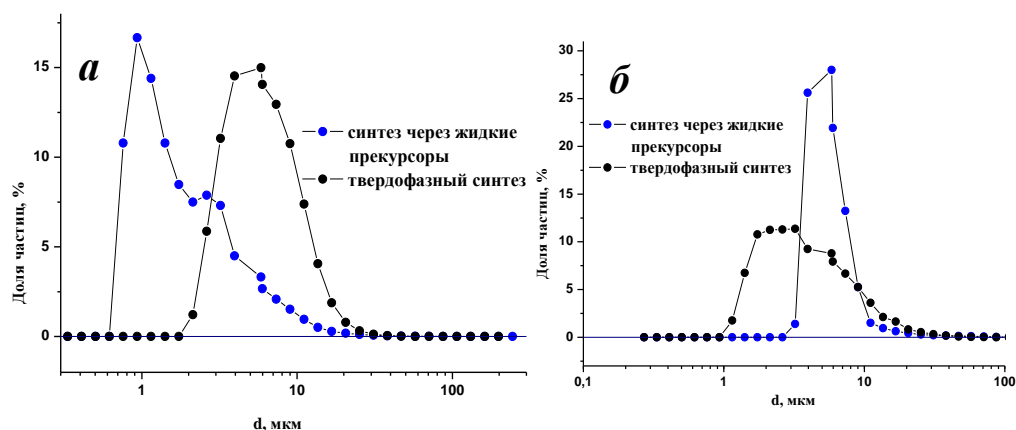 а
15
10
5
0
Доля частиц, %
1
10
100
d, мкм
синтез через жидкие
прекурсоры
твердофазный синтез
б
30
25
20
15
10
5
0
Доля частиц, %
0,1
1
10
100
d, мкм
синтез через жидкие
прекурсоры
твердофазный синтез